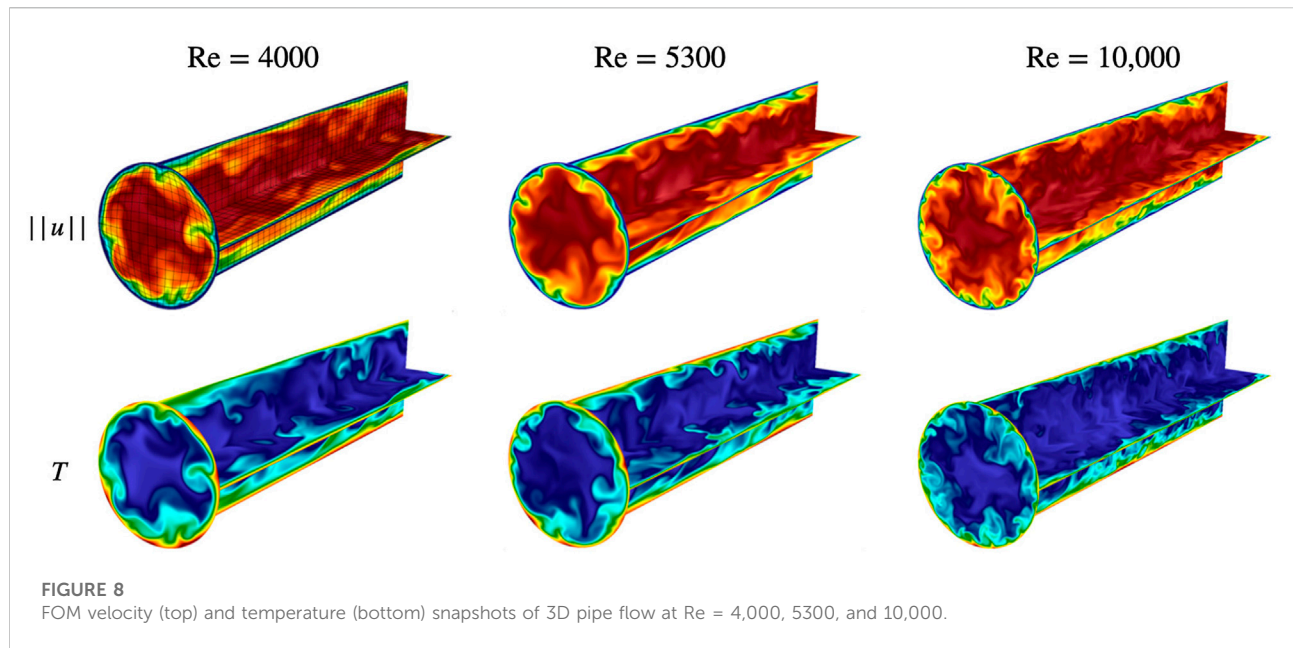 Re = 4000
Re = 5300
Re = 10,000
||u||
T
FIGURE 8
FOM velocity (top) and temperature (bottom) snapshots of 3D pipe flow at Re = 4,000, 5300, and 10,000.